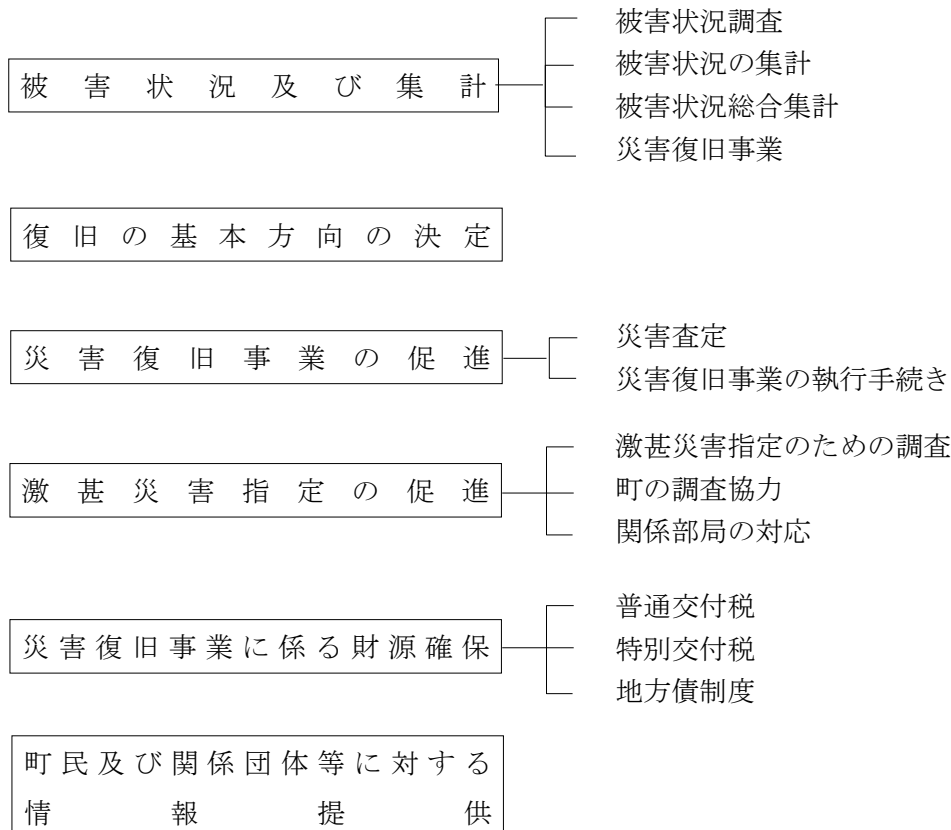 被害状況調査
被害状況の集計
被害状況及び集計
被害状況総合集計
災害復旧事業
復旧の基本方向の決定
災害復旧事業の促進
災害査定
災害復旧事業の執行手続き
激甚災害指定の促進
激甚災害指定のための調査
町の調査協力
関係部局の対応
災害復旧事業に係る財源確保
普通交付税
特別交付税
地方債制度
町民及び関係団体等に対する
情報提供